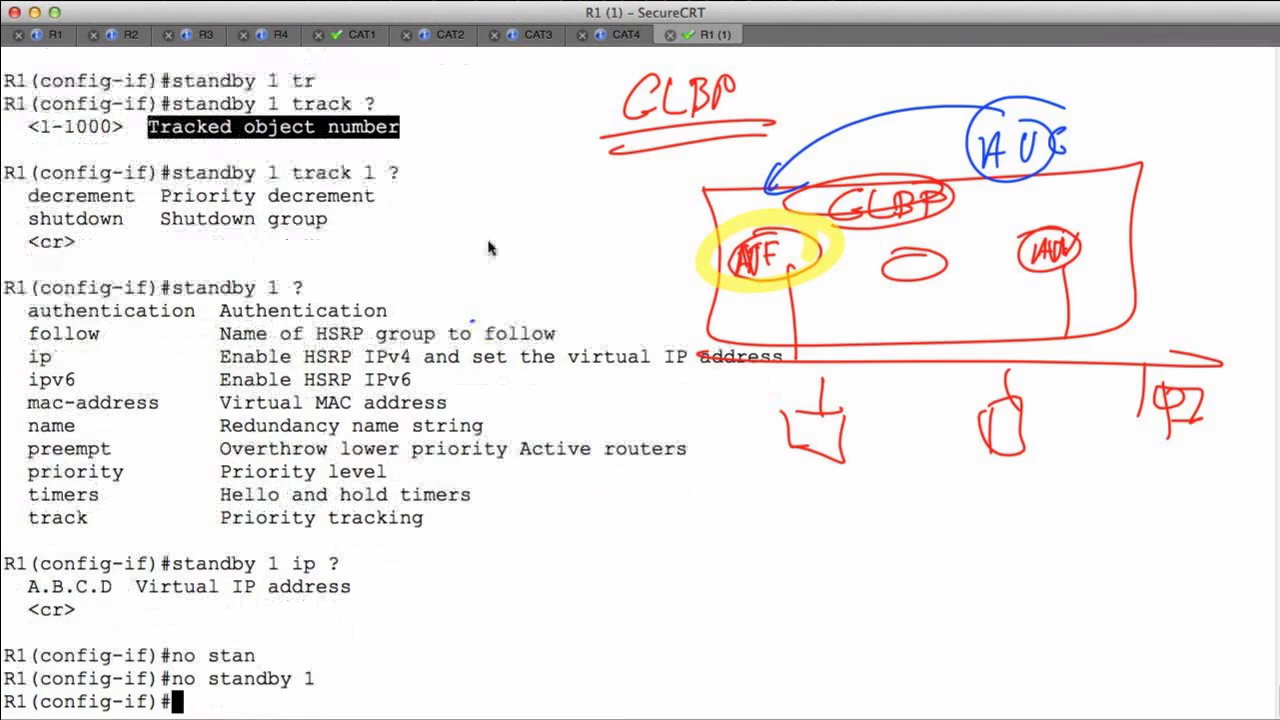 R1 (1) – SecureCRT
R1 R2 R3 R4 CAT1 CAT2 CAT3 CAT4 R1 (1)
R1(config-if)#standby 1 tr
R1(config-if)#standby 1 track ?
<1-1000> Tracked object number
R1(config-if)#standby 1 track 1 ?
decrement Priority decrement
shutdown Shutdown group
<cr>
R1(config-if)#standby 1 ?
authentication Authentication
follow Name of HSRP group to follow
ip Enable HSRP IPv4 and set the virtual IP address
ipv6 Enable HSRP IPv6
mac-address Virtual MAC address
name Redundancy name string
preempt Overthrow lower priority Active routers
priority Priority level
timers Hello and hold timers
track Priority tracking
R1(config-if)#standby 1 ip ?
A.B.C.D Virtual IP address
<cr>
R1(config-if)#no stan
R1(config-if)#no standby 1
R1(config-if)#
GLBP
AVG
GLBP